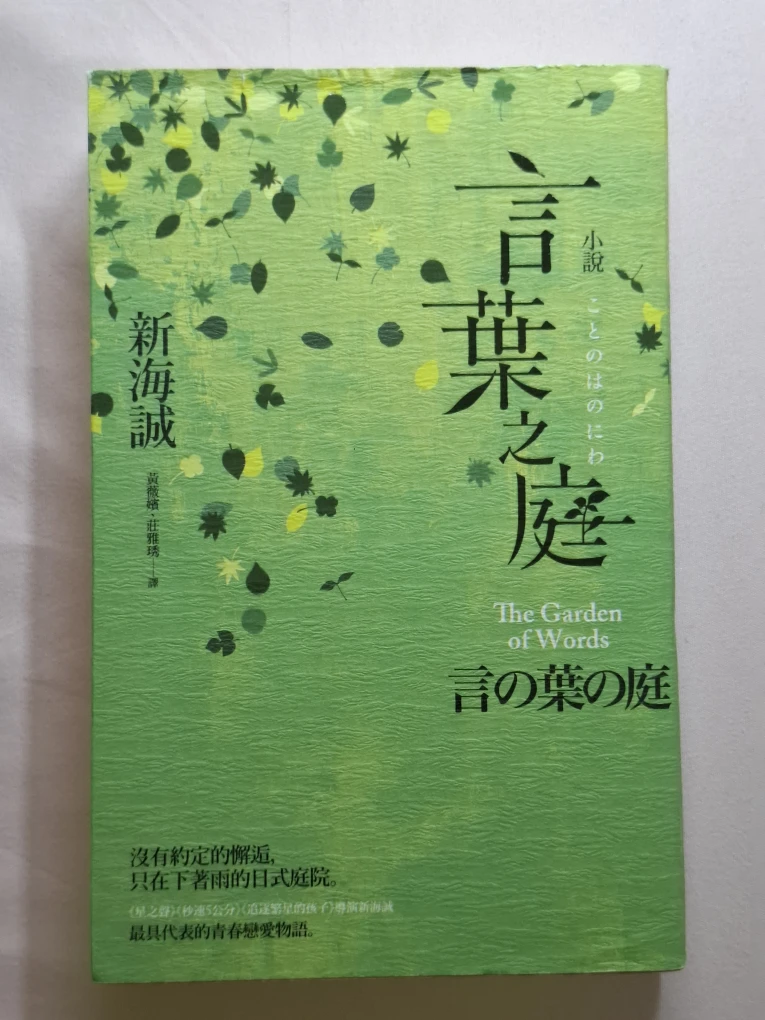 小說
言葉之庭
ことのはのにわ
The Garden
of Words
言の葉の庭
新海誠
黃薇嬪、莊雅琇——譯
沒有約定的邂逅，
只在下著雨的日式庭院。
《星之聲》《秒速5公分》《追逐繁星的孩子》導演新海誠
最具代表的青春戀愛物語。